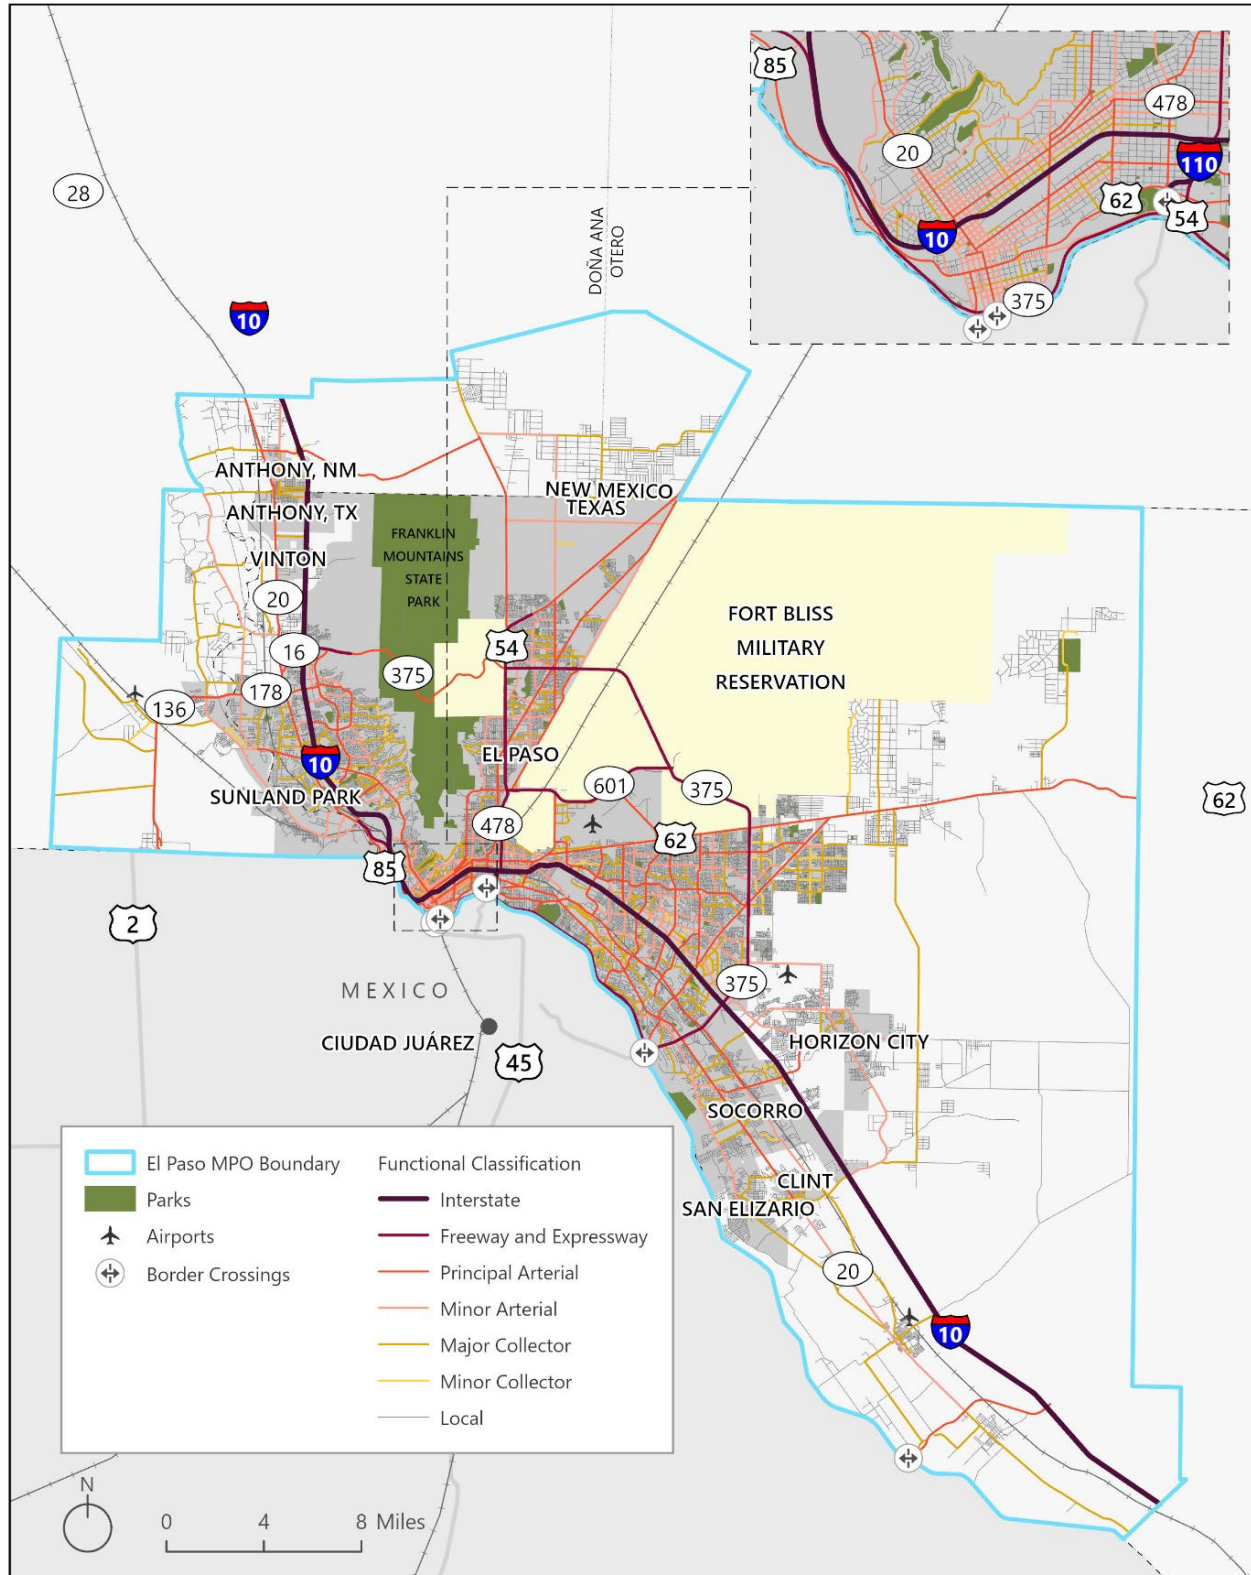 85
478
20
110
62
54
10
375
28
DOÑA ANA
OTERO
10
ANTHONY, NM
NEW MEXICO
TEXAS
ANTHONY, TX
FRANKLIN
MOUNTAINS
STATE
PARK
VINTON
20
FORT BLISS
MILITARY
RESERVATION
16
54
375
178
136
10
EL PASO
601
375
SUNLAND PARK
62
478
62
85
2
MEXICO
375
CIUDAD JUÁREZ
45
HORIZON CITY
SOCORRO
CLINT
SAN ELIZARIO
20
10
El Paso MPO Boundary
Parks
Airports
Border Crossings
Functional Classification
Interstate
Freeway and Expressway
Principal Arterial
Minor Arterial
Major Collector
Minor Collector
Local
N
0 4 8 Miles